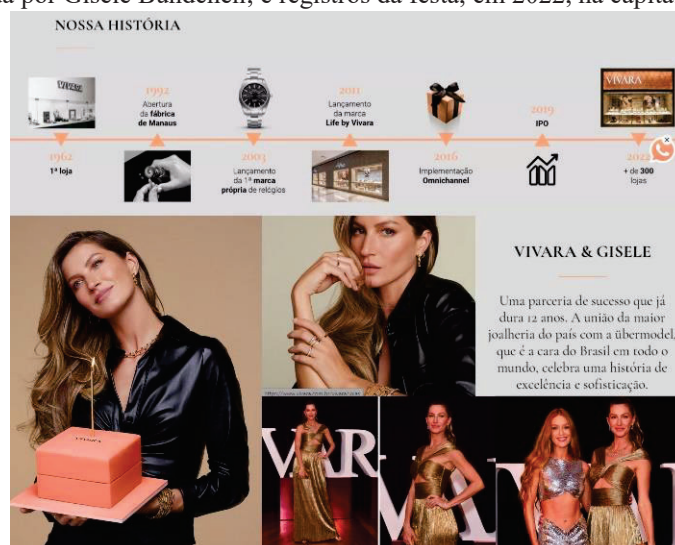 da por Gisele Bündchen, e registros da festa, em 2022, na capita
NOSSA HISTÓRIA
VIVARA
1992
Abertura
da fábrica
de Manaus
2011
Lançamento
da marca
Life by Vivara
2019
IPO
VIVARA
1962
1ª loja
2003
Lançamento
da 1ª marca
própria de relógios
2016
Implementação
Omnichannel
2022
+ de 300
lojas
VIVARA & GISELE
Uma parceria de sucesso que já
dura 12 anos. A união da maior
joalheria do país com a übermodel,
que é a cara do Brasil em todo o
mundo, celebra uma história de
excelência e sofisticação.
VIVARA
VAR